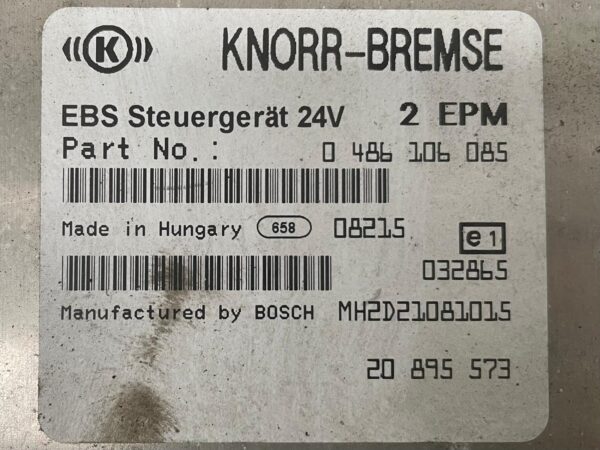 ((K)) KNORR-BREMSE
EBS Steuergerät 24V 2 EPM
Part No.: 0 486 106 085
Made in Hungary 658 08215 e1
032865
Manufactured by BOSCH MH2D21081015
20 895 573